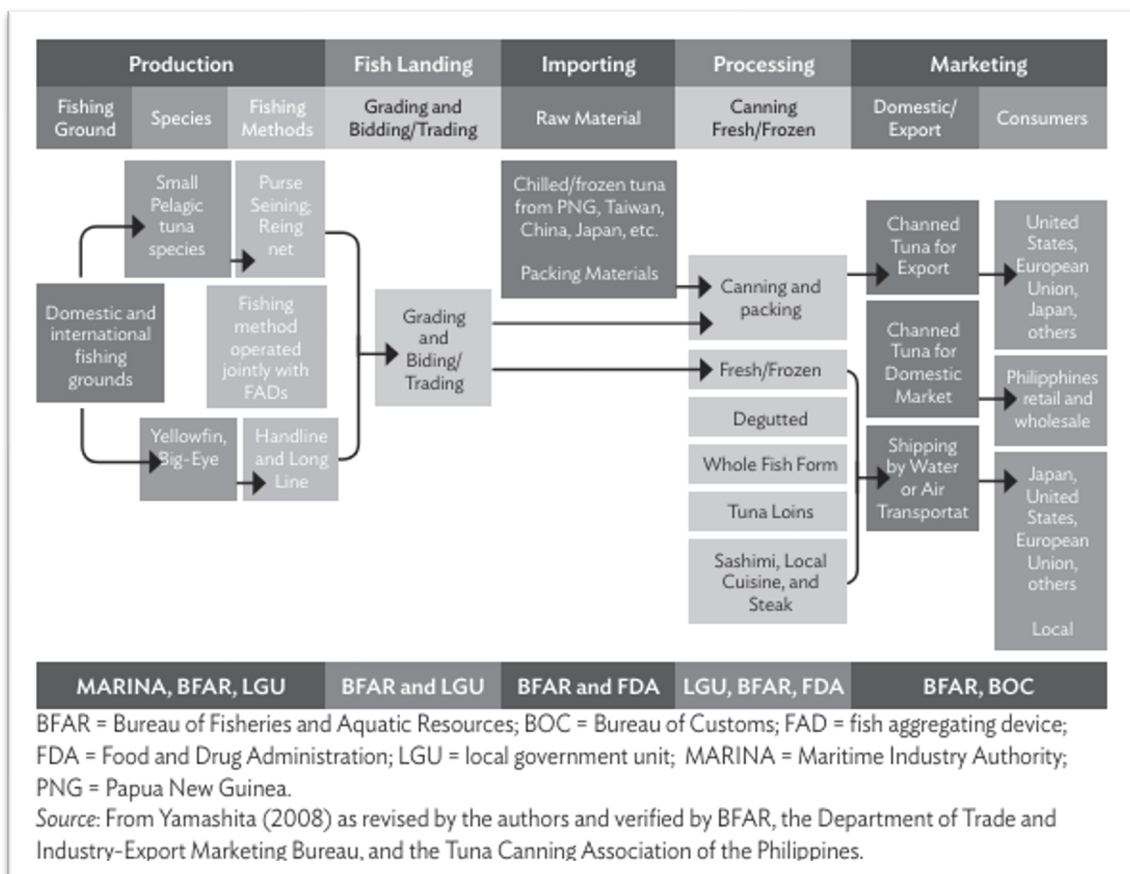 Production
Fish Landing
Importing
Processing
Marketing
Fishing
Ground
Species
Fishing
Methods
Grading and
Bidding/Trading
Raw Material
Canning
Fresh/Frozen
Domestic/
Export
Consumers
Small
Pelagic
tuna
species
Purse
Seining;
Reing
net
Domestic and
international
fishing
grounds
Fishing
method
operated
jointly with
FADs
Yellowfin,
Big-Eye
Handline
and Long
Line
Grading
and
Biding/
Trading
Chilled/frozen tuna
from PNG, Taiwan,
China, Japan, etc.
Packing Materials
Canning and
packing
Fresh/Frozen
Degutted
Whole Fish Form
Tuna Loins
Sashimi, Local
Cuisine, and
Steak
Channed
Tuna for
Export
Channed
Tuna for
Domestic
Market
Shipping
by Water
or Air
Transportat
United
States,
European
Union,
Japan,
others
Philipphines
retail and
wholesale
Japan,
United
States,
European
Union,
others
Local
MARINA, BFAR, LGU
BFAR and LGU
BFAR and FDA
LGU, BFAR, FDA
BFAR, BOC
BFAR = Bureau of Fisheries and Aquatic Resources; BOC = Bureau of Customs; FAD = fish aggregating device;
FDA = Food and Drug Administration; LGU = local government unit; MARINA = Maritime Industry Authority;
PNG = Papua New Guinea.
Source: From Yamashita (2008) as revised by the authors and verified by BFAR, the Department of Trade and
Industry-Export Marketing Bureau, and the Tuna Canning Association of the Philippines.